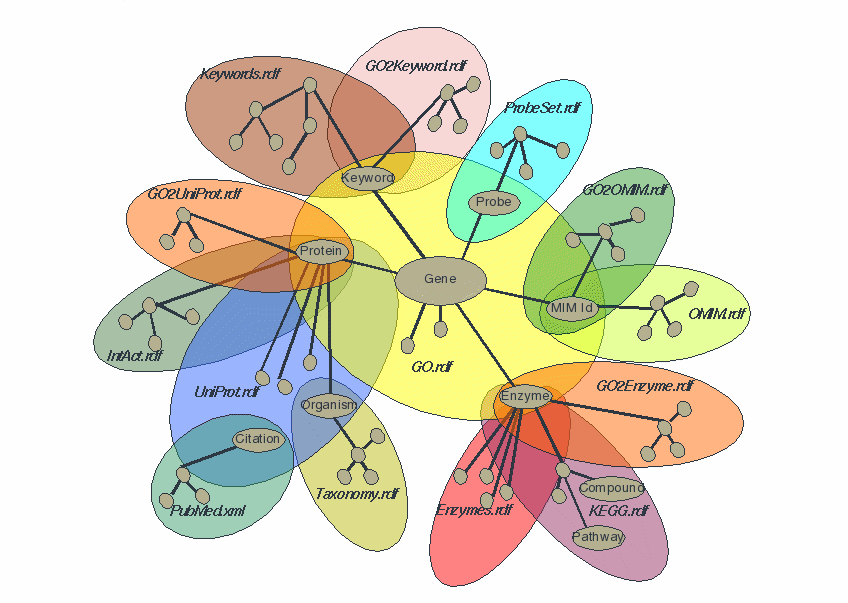 GO2Keyword.rdf
Keywords.rdf
ProbeSet.rdf
Keyword
GO2UniProt.rdf
GO2OMIM.rdf
Probe
Protein
Gene
MIM Id
OMIM.rdf
IntAct.rdf
GO.rdf
UniProt.rdf
GO2Enzyme.rdf
Organism
Enzyme
Citation
Taxonomy.rdf
Compound
PubMed.xml
Enzymes.rdf
KEGG.rdf
Pathway